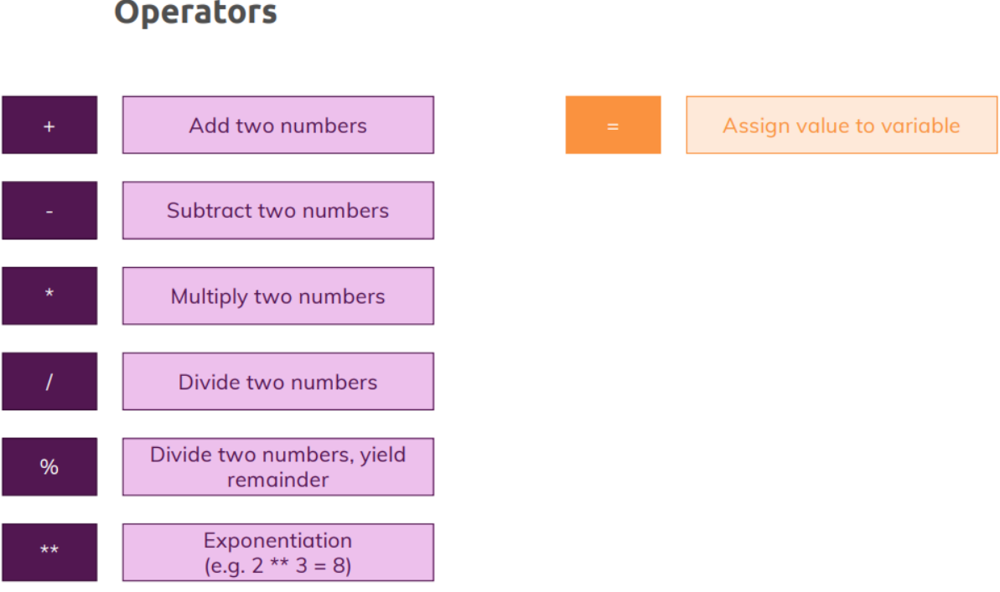 Operators
+
Add two numbers
=
Assign value to variable
-
Subtract two numbers
*
Multiply two numbers
/
Divide two numbers
%
Divide two numbers, yield
remainder
**
Exponentiation
(e.g. 2 ** 3 = 8)